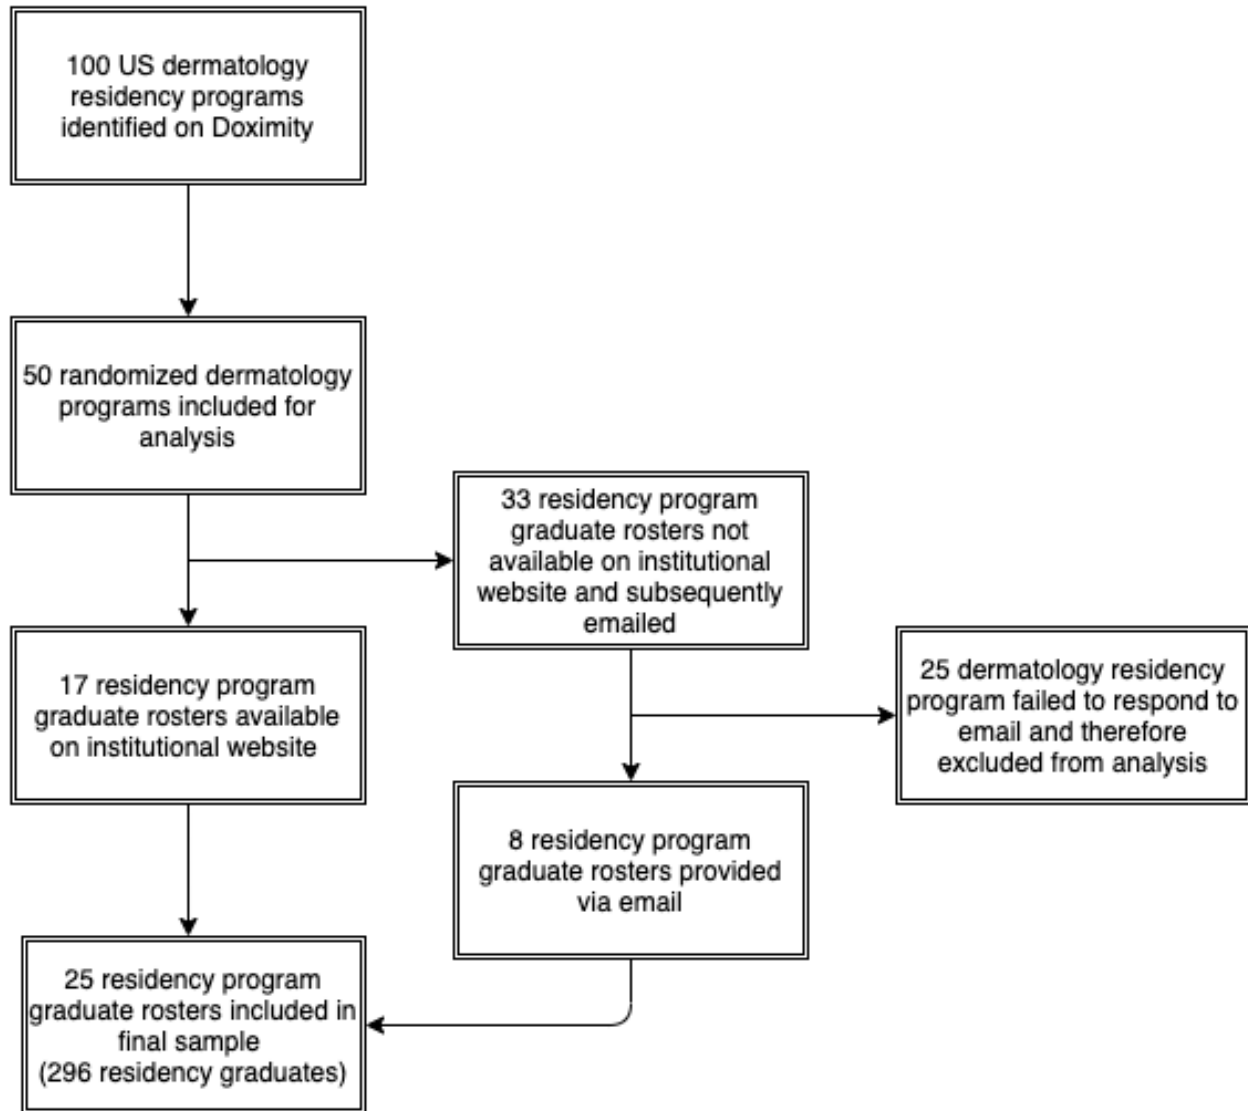 100 US dermatology
residency programs
identified on Doximity
50 randomized dermatology
programs included for
analysis
33 residency program
graduate rosters not
available on institutional
website and subsequently
emailed
17 residency program
graduate rosters available
on institutional website
25 dermatology residency
program failed to respond to
email and therefore
excluded from analysis
8 residency program
graduate rosters provided
via email
25 residency program
graduate rosters included in
final sample
(296 residency graduates)